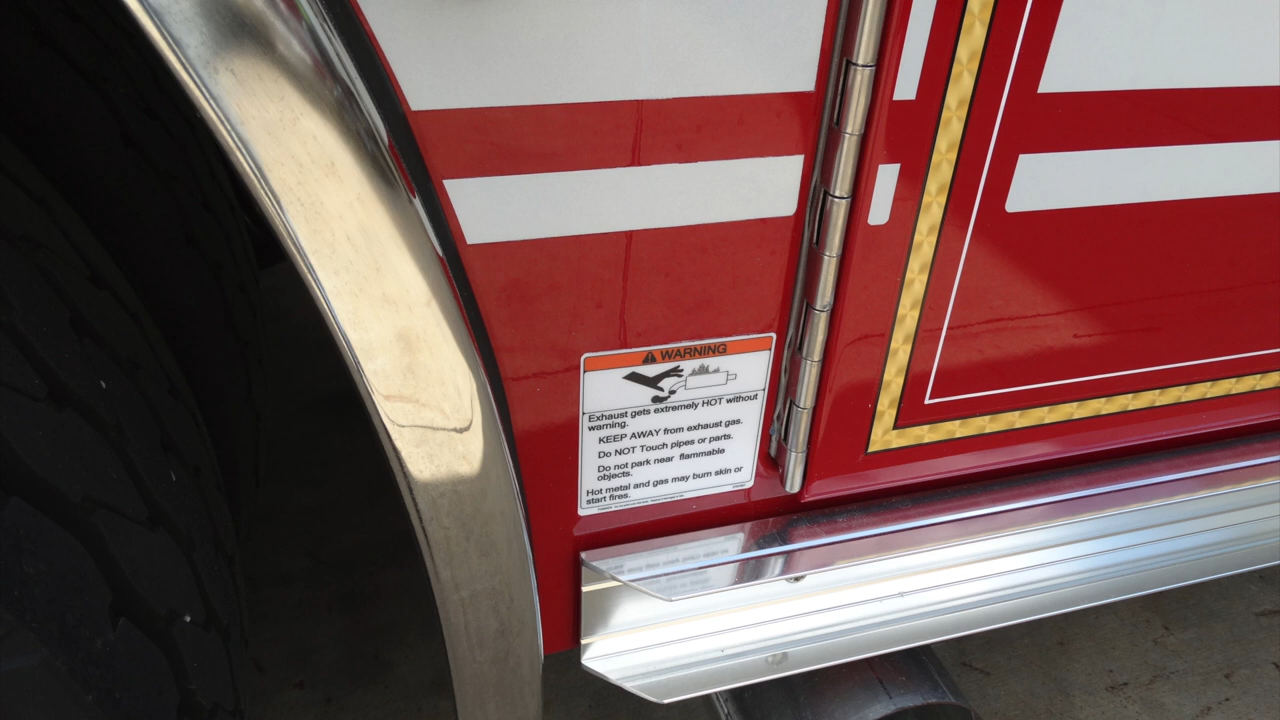 WARNING
Exhaust gets extremely HOT without
warning.
KEEP AWAY from exhaust gas.
Do NOT Touch pipes or parts.
Do not park near flammable
objects.
Hot metal and gas may burn skin or
start fires.